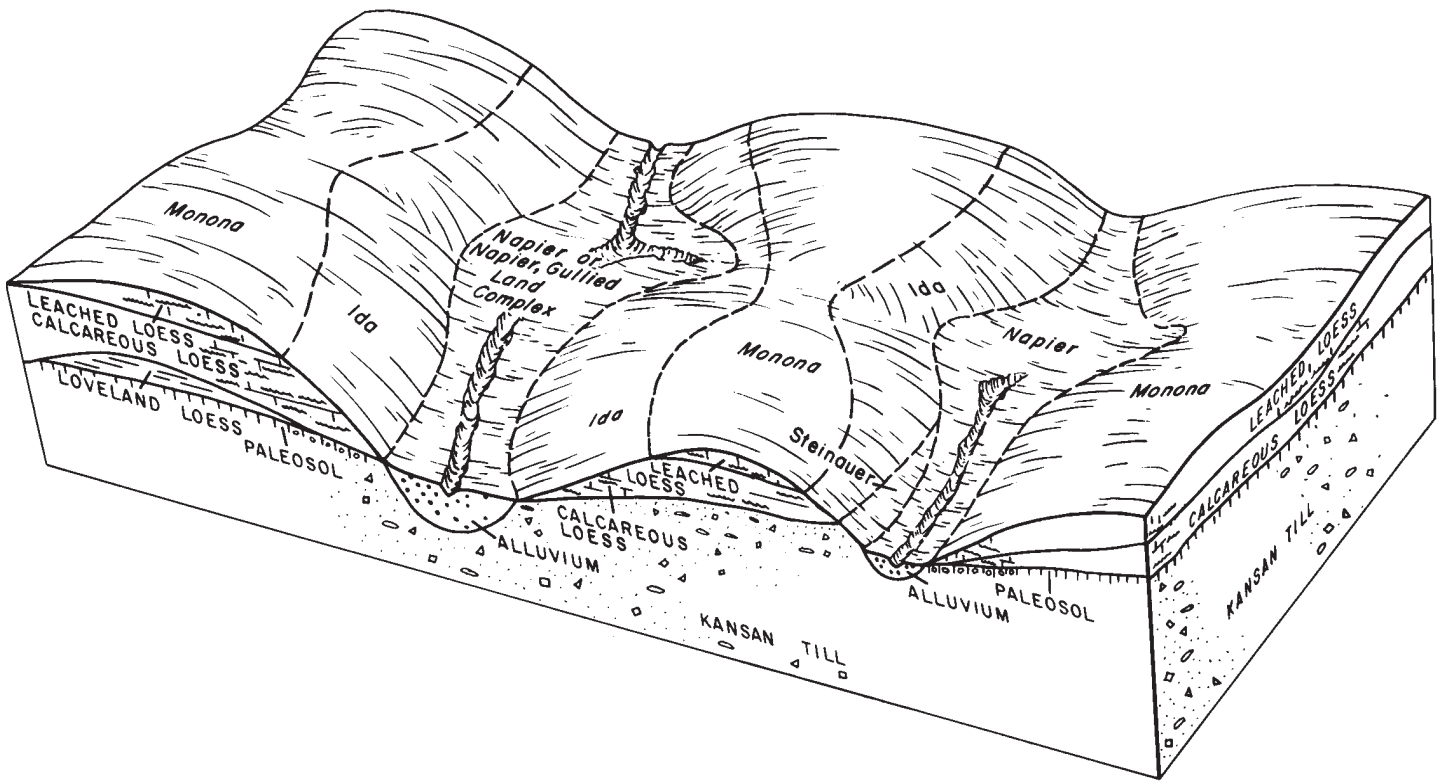 Monona
Napier or
Napier, Gullied
Land
Complex
Ida
Ida
Napier
Monona
Monona
Ida
Steinauer
LEACHED LOESS
CALCAREOUS LOESS
LOVELAND LOESS
PALEOSOL
LEACHED
LOESS
CALCAREOUS
LOESS
ALLUVIUM
ALLUVIUM
PALEOSOL
KANSAN TILL
LEACHED, LOESS
CALCAREOUS LOESS
KANSAN TILL